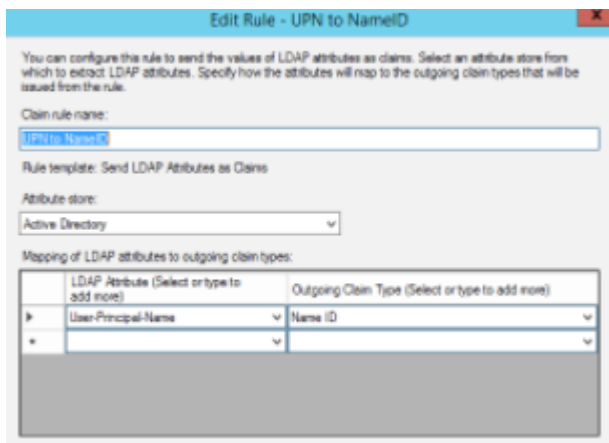 Edit Rule - UPN to NameID
X
You can configure this rule to send the values of LDAP attributes as claims. Select an attribute store from
which to extract LDAP attributes. Specify how the attributes will map to the outgoing claim types that will be
issued from the rule.
Claim rule name:
UPN to NameID
Rule template: Send LDAP Attributes as Claims
Attribute store:
Active Directory
Mapping of LDAP attributes to outgoing claim types:
LDAP Attribute (Select or type to
add more)
Outgoing Claim Type (Select or type to add more)
User-Principal-Name
Name ID